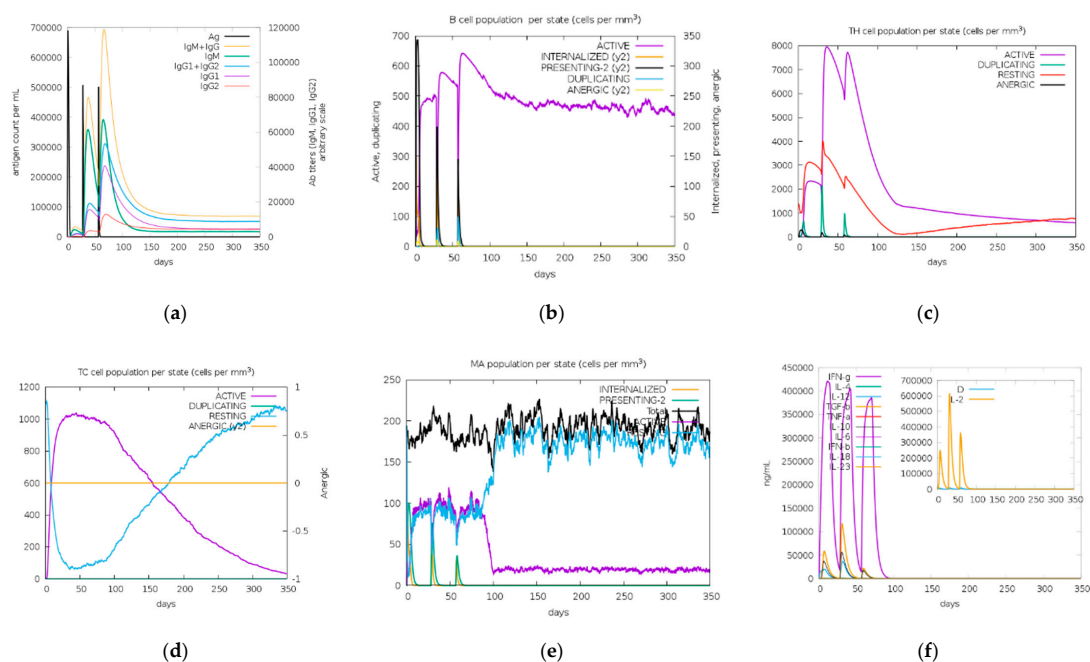 700000
600000
500000
400000
300000
200000
100000
0
antigen count per mL
Ag
IgM+IgG
IgM
IgG1+IgG2
IgG1
IgG2
120000
100000
80000
60000
40000
20000
0
Ab titers (IgM, IgG1, IgG2)
arbitrary scale
0 50 100 150 200 250 300 350
days
(a)
B cell population per state (cells per mm³)
700
600
500
400
300
200
100
0
Active, duplicating
ACTIVE
INTERNALIZED (y2)
PRESENTING-2 (y2)
DUPLICATING
ANERGIC (y2)
350
300
250
200
150
100
50
0
Internalized, presenting, anergic
0 50 100 150 200 250 300 350
days
(b)
TH cell population per state (cells per mm³)
8000
7000
6000
5000
4000
3000
2000
1000
0
ACTIVE
DUPLICATING
RESTING
ANERGIC
0 50 100 150 200 250 300 350
days
(c)
TC cell population per state (cells per mm³)
1200
1000
800
600
400
200
0
ACTIVE
DUPLICATING
RESTING
ANERGIC (y2)
1
0.5
0
-0.5
-1
Anergic
0 50 100 150 200 250 300 350
days
(d)
MA population per state (cells per mm³)
250
200
150
100
50
0
INTERNALIZED
PRESENTING-2
Total
ACTIVE
0 50 100 150 200 250 300 350
days
(e)
450000
400000
350000
300000
250000
200000
150000
100000
50000
0
ng/mL
IFN-g
IL-4
IL-12
TGF-b
TNF-a
IL-10
IL-6
IFN-b
IL-18
IL-23
700000
600000
500000
400000
300000
200000
100000
0
D
IL-2
0 50 100 150 200 250 300 350
0 50 100 150 200 250 300 350
days
(f)